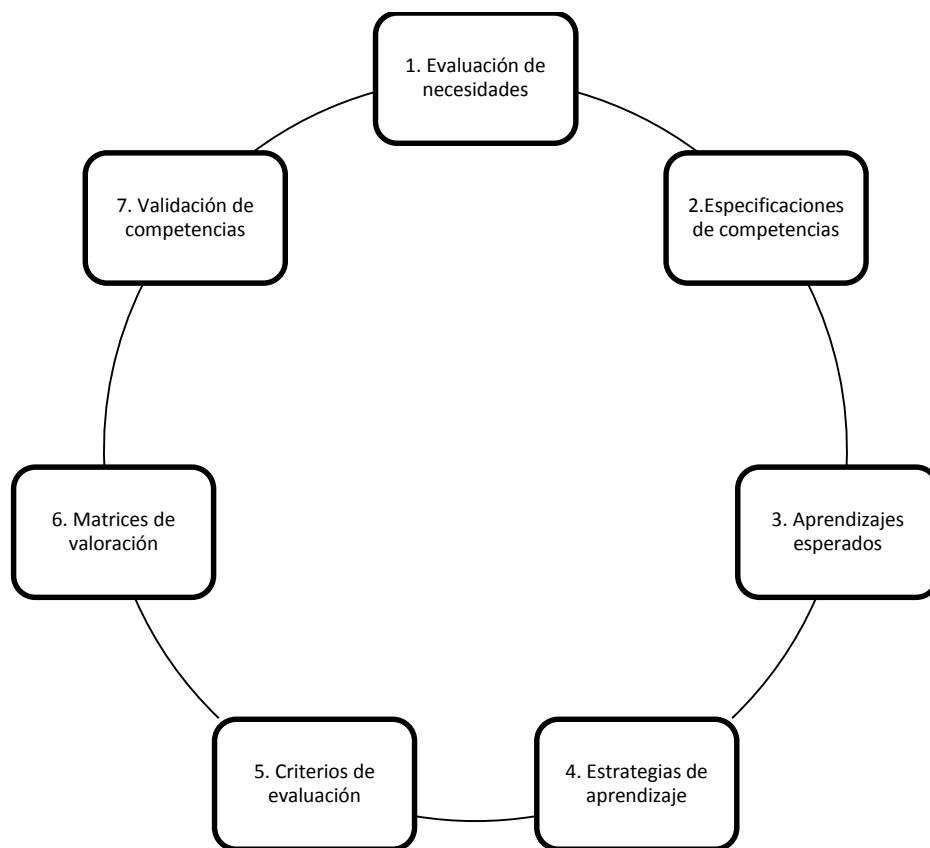 1. Evaluación de
necesidades
2.Especificaciones
de competencias
3. Aprendizajes
esperados
4. Estrategias de
aprendizaje
5. Criterios de
evaluación
6. Matrices de
valoración
7. Validación de
competencias